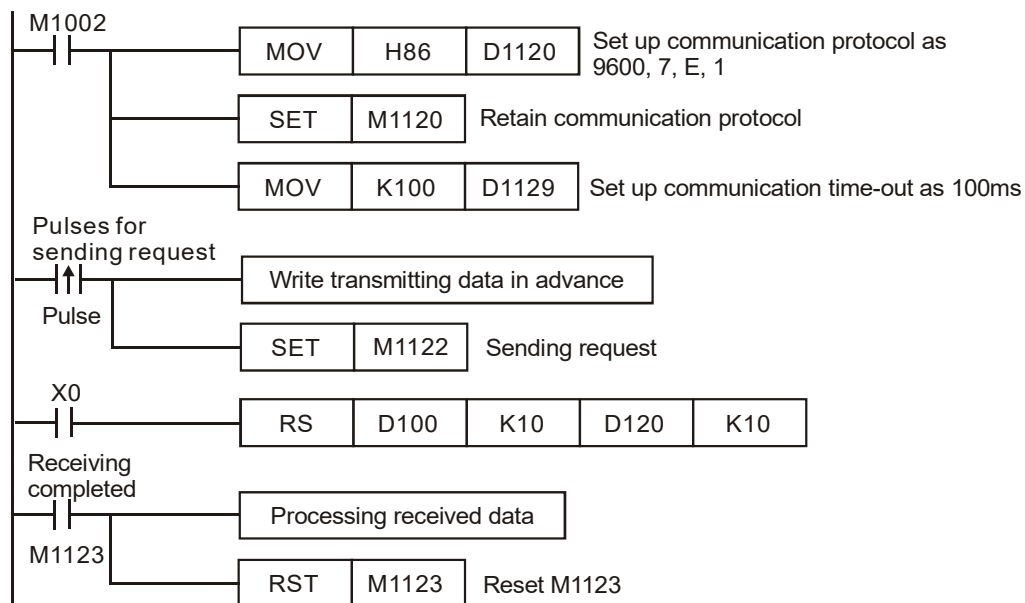 M1002
MOV H86 D1120 Set up communication protocol as
9600, 7, E, 1
SET M1120 Retain communication protocol
MOV K100 D1129 Set up communication time-out as 100ms
Pulses for
sending request
Write transmitting data in advance
Pulse
SET M1122 Sending request
X0
RS D100 K10 D120 K10
Receiving
completed
Processing received data
M1123
RST M1123 Reset M1123